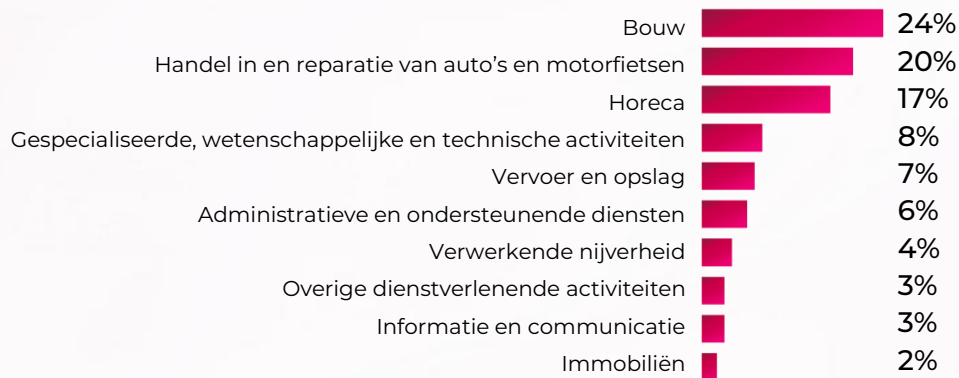 Bouw 24%
Handel in en reparatie van auto’s en motorfietsen 20%
Horeca 17%
Gespecialiseerde, wetenschappelijke en technische activiteiten 8%
Vervoer en opslag 7%
Administratieve en ondersteunende diensten 6%
Verwerkende nijverheid 4%
Overige dienstverlenende activiteiten 3%
Informatie en communicatie 3%
Immobiliën 2%